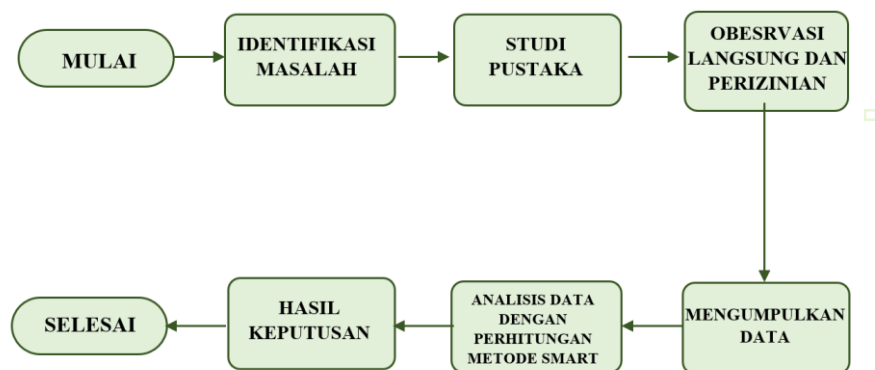 MULAI
IDENTIFIKASI
MASALAH
STUDI
PUSTAKA
OBESRVASI
LANGSUNG DAN
PERIZINIAN
MENGUMPULKAN
DATA
ANALISIS DATA
DENGAN
PERHITUNGAN
METODE SMART
HASIL
KEPUTUSAN
SELESAI